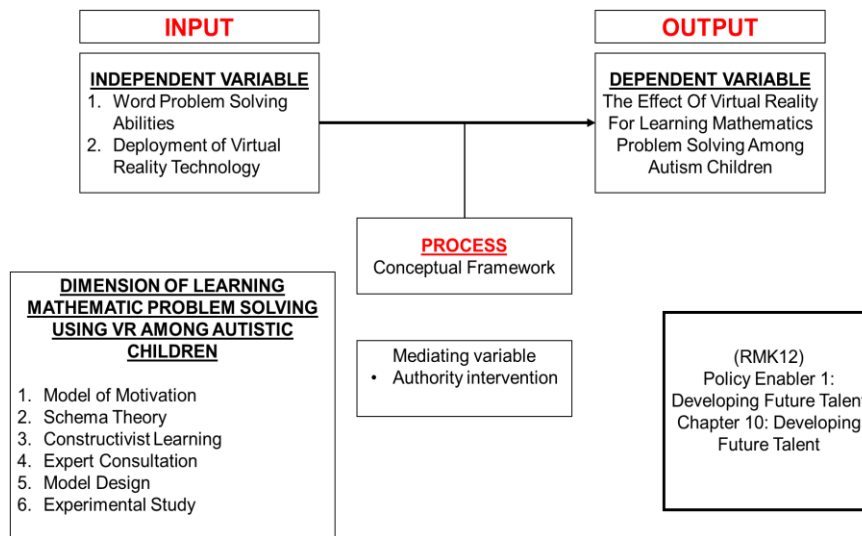 INPUT
OUTPUT
INDEPENDENT VARIABLE
1. Word Problem Solving
Abilities
2. Deployment of Virtual
Reality Technology
DEPENDENT VARIABLE
The Effect Of Virtual Reality
For Learning Mathematics
Problem Solving Among
Autism Children
PROCESS
Conceptual Framework
DIMENSION OF LEARNING
MATHEMATIC PROBLEM SOLVING
USING VR AMONG AUTISTIC
CHILDREN
1. Model of Motivation
2. Schema Theory
3. Constructivist Learning
4. Expert Consultation
5. Model Design
6. Experimental Study
Mediating variable
• Authority intervention
(RMK12)
Policy Enabler 1:
Developing Future Talent
Chapter 10: Developing
Future Talent